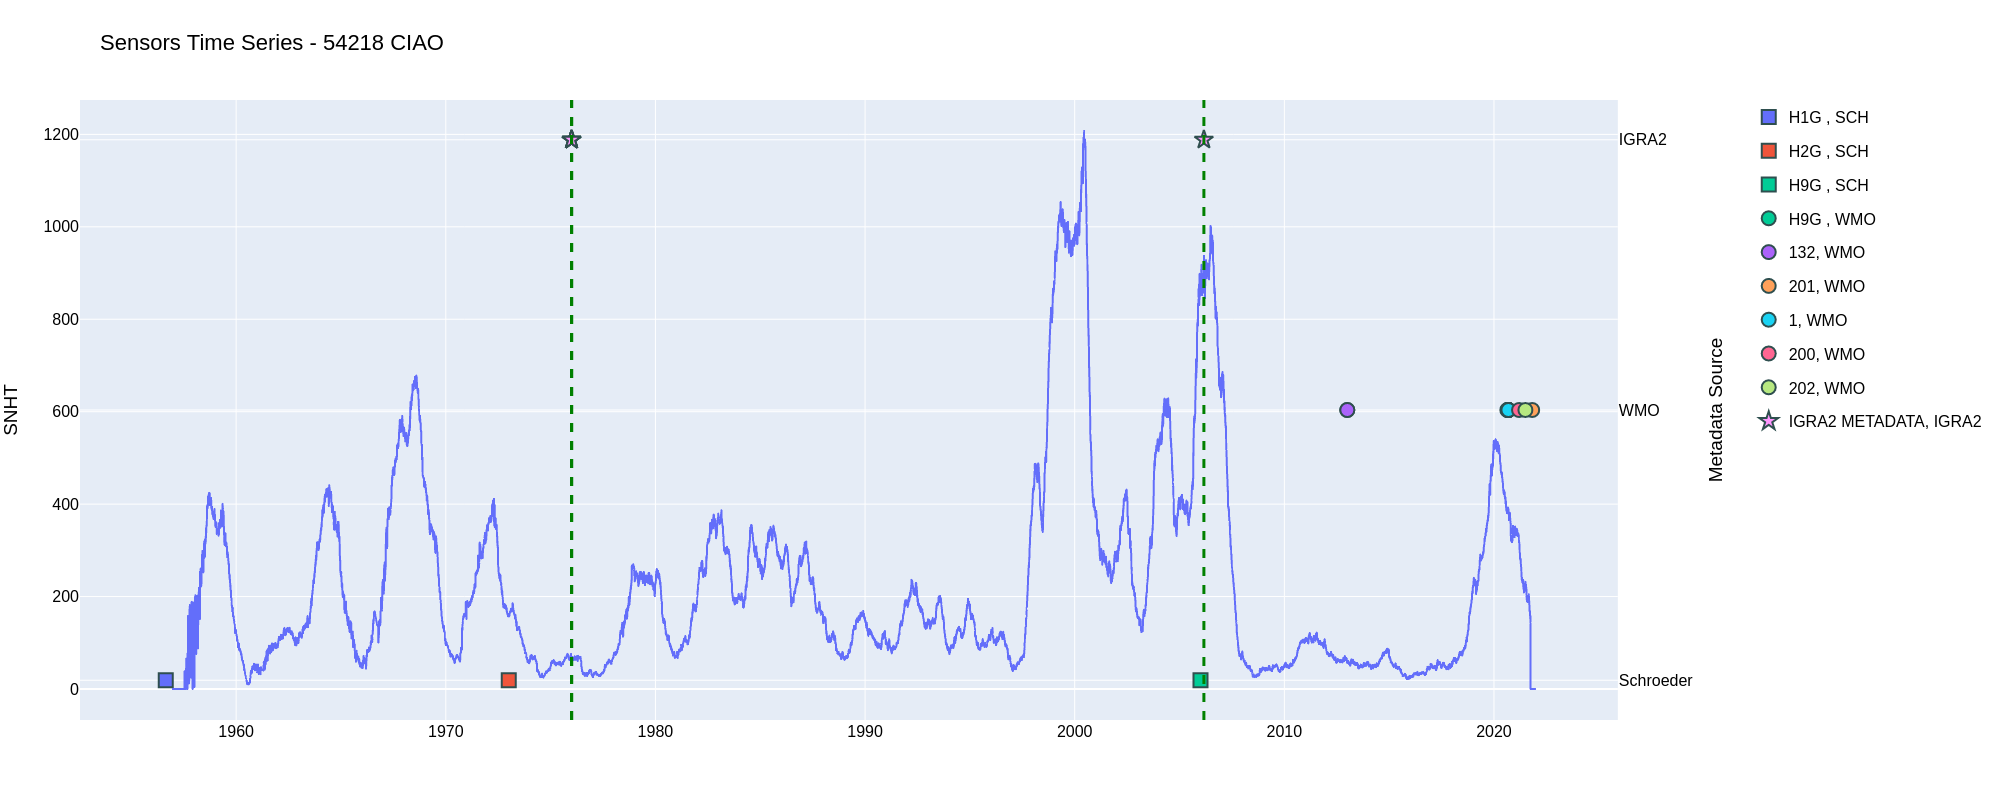 Sensors Time Series - 54218 CIAO
SNHT
1200
1000
800
600
400
200
0
1960
1970
1980
1990
2000
2010
2020
IGRA2
WMO
Schroeder
Metadata Source
H1G , SCH
H2G , SCH
H9G , SCH
H9G , WMO
132, WMO
201, WMO
1, WMO
200, WMO
202, WMO
IGRA2 METADATA, IGRA2